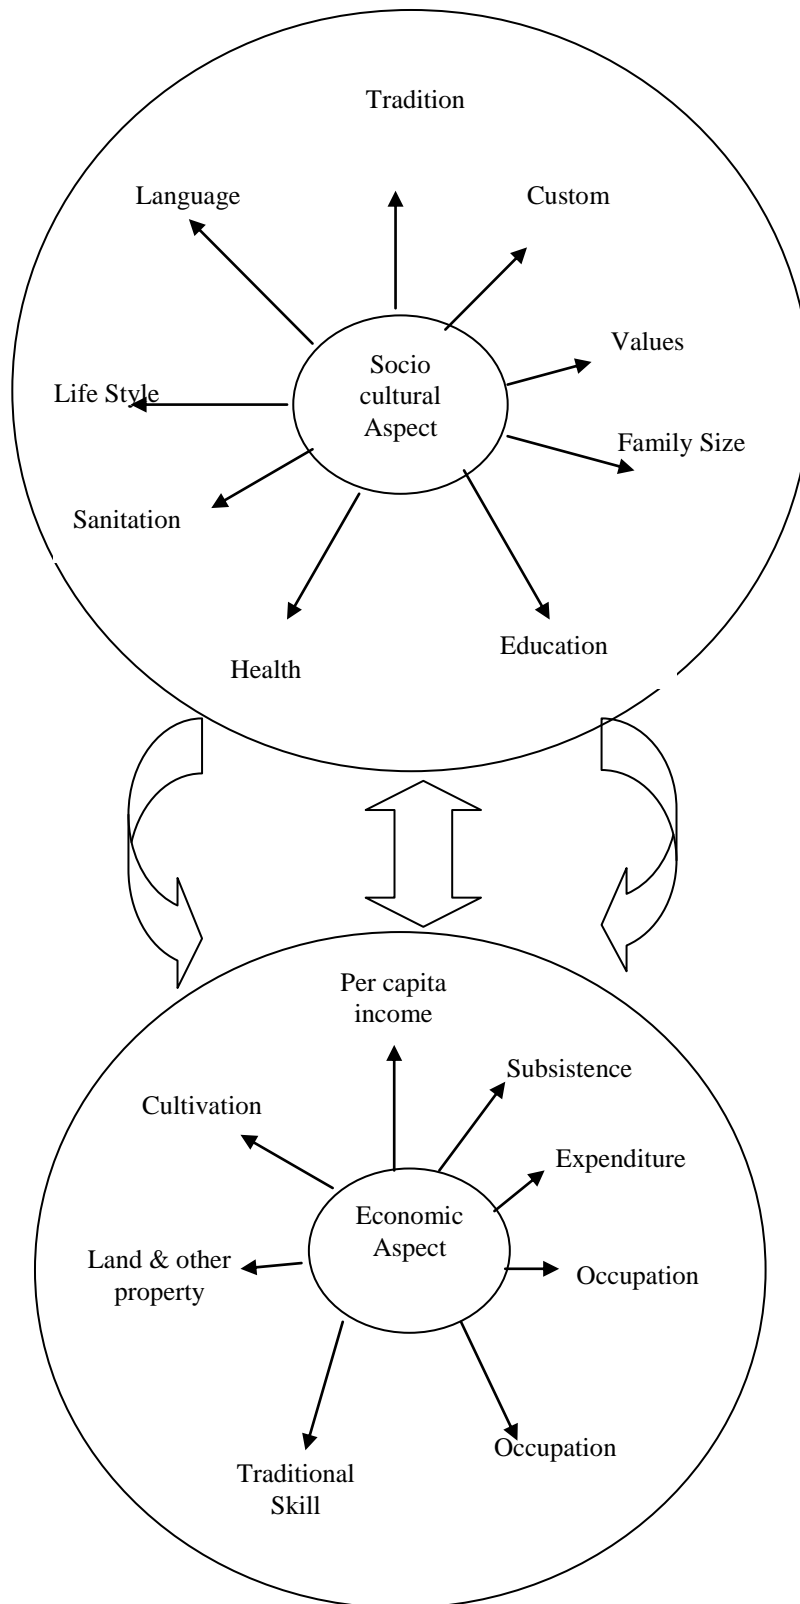 Tradition
Language
Custom
Socio
cultural
Aspect
Values
Life Style
Family Size
Sanitation
Education
Health
Per capita
income
Subsistence
Cultivation
Expenditure
Economic
Aspect
Land & other
property
Occupation
Occupation
Traditional
Skill